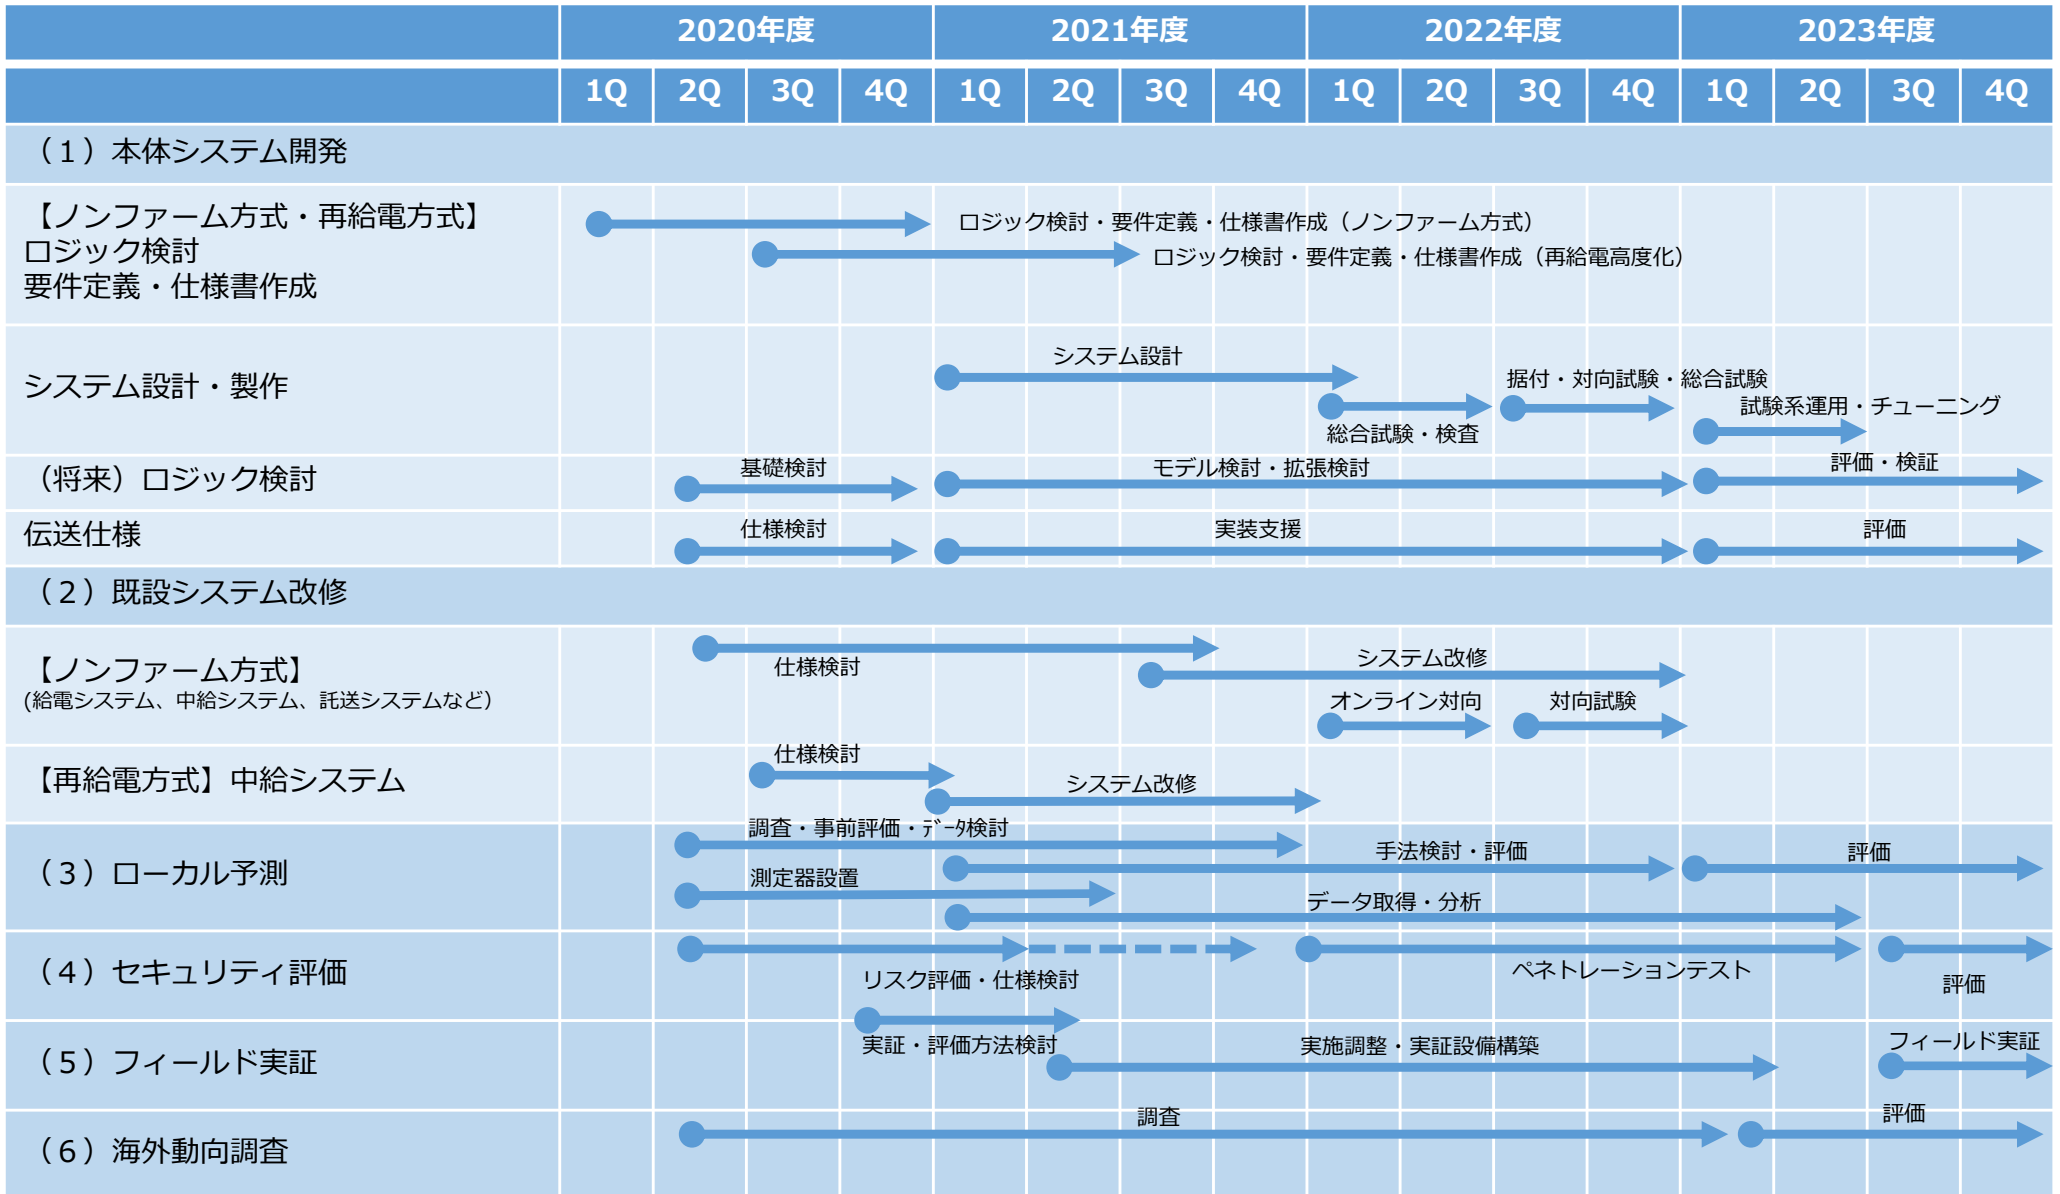 2020年度 2021年度 2022年度 2023年度
1Q 2Q 3Q 4Q 1Q 2Q 3Q 4Q 1Q 2Q 3Q 4Q 1Q 2Q 3Q 4Q
（１）本体システム開発
【ノンファーム方式・再給電方式】
ロジック検討
要件定義・仕様書作成
ロジック検討・要件定義・仕様書作成（ノンファーム方式）
ロジック検討・要件定義・仕様書作成（再給電高度化）
システム設計・製作
システム設計
総合試験・検査
据付・対向試験・総合試験
試験系運用・チューニング
（将来）ロジック検討
基礎検討
モデル検討・拡張検討
評価・検証
伝送仕様
仕様検討
実装支援
評価
（２）既設システム改修
【ノンファーム方式】
(給電システム、中給システム、託送システムなど）
仕様検討
システム改修
オンライン対向
対向試験
【再給電方式】中給システム
仕様検討
システム改修
（３）ローカル予測
調査・事前評価・ﾃﾞｰﾀ検討
手法検討・評価
評価
測定器設置
データ取得・分析
（４）セキュリティ評価
リスク評価・仕様検討
ペネトレーションテスト
評価
（５）フィールド実証
実証・評価方法検討
実施調整・実証設備構築
フィールド実証
（６）海外動向調査
調査
評価